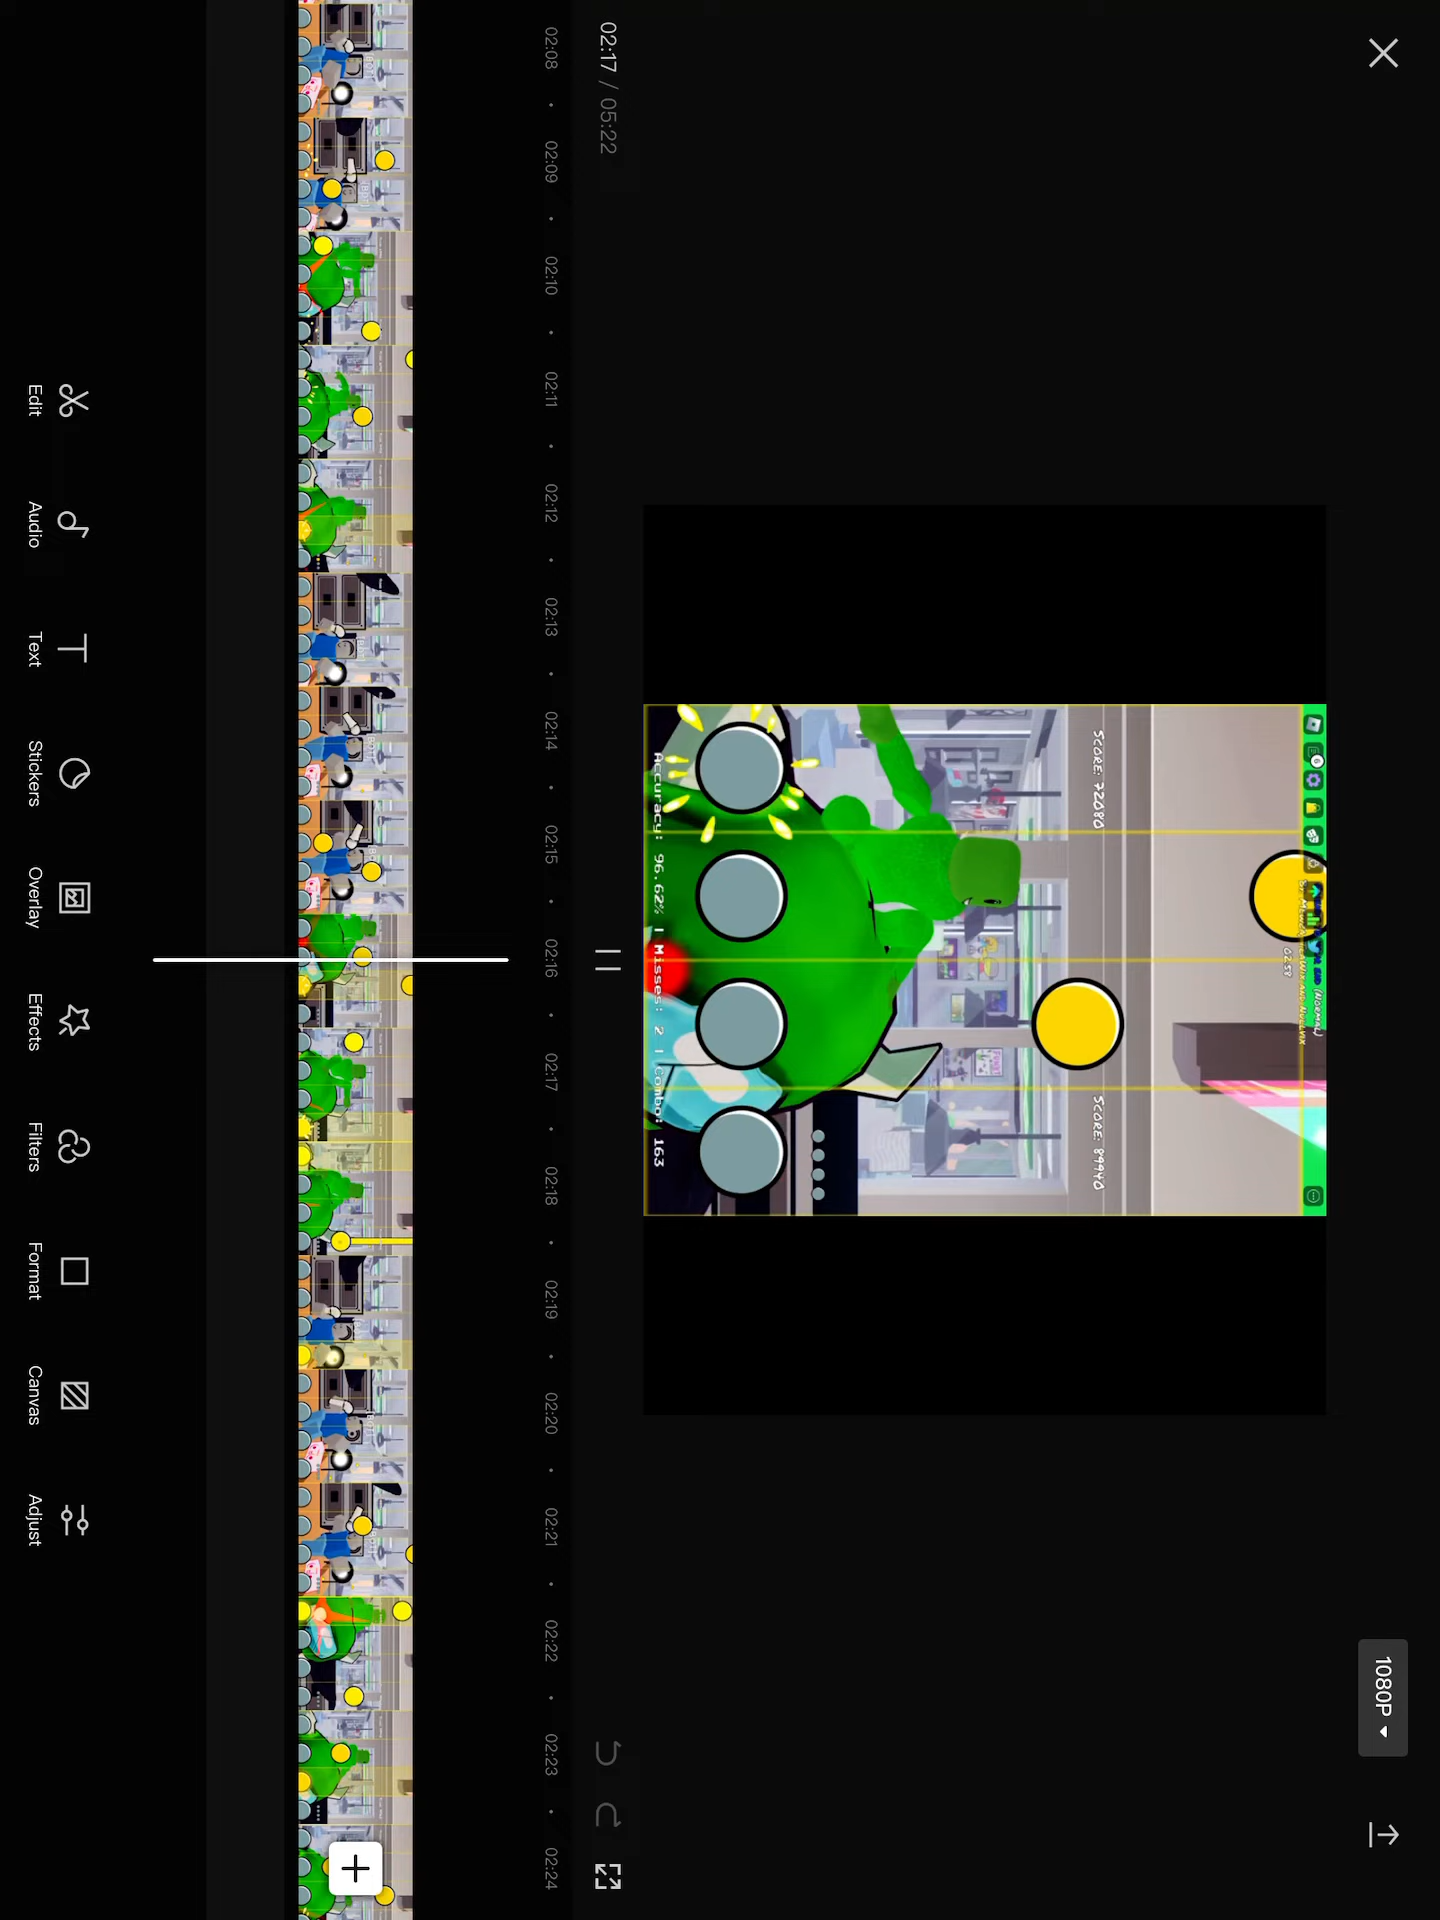 1080P
SCORE: 72080
SCORE: 89940
02:58
Accuracy: 96.62% | Misses: 2 | Combo: 163
02:17 / 05:22
02:08
02:09
02:10
02:11
02:12
02:13
02:14
02:15
02:16
02:17
02:18
02:19
02:20
02:21
02:22
02:23
02:24
Edit
Audio
Text
Stickers
Overlay
Effects
Filters
Format
Canvas
Adjust